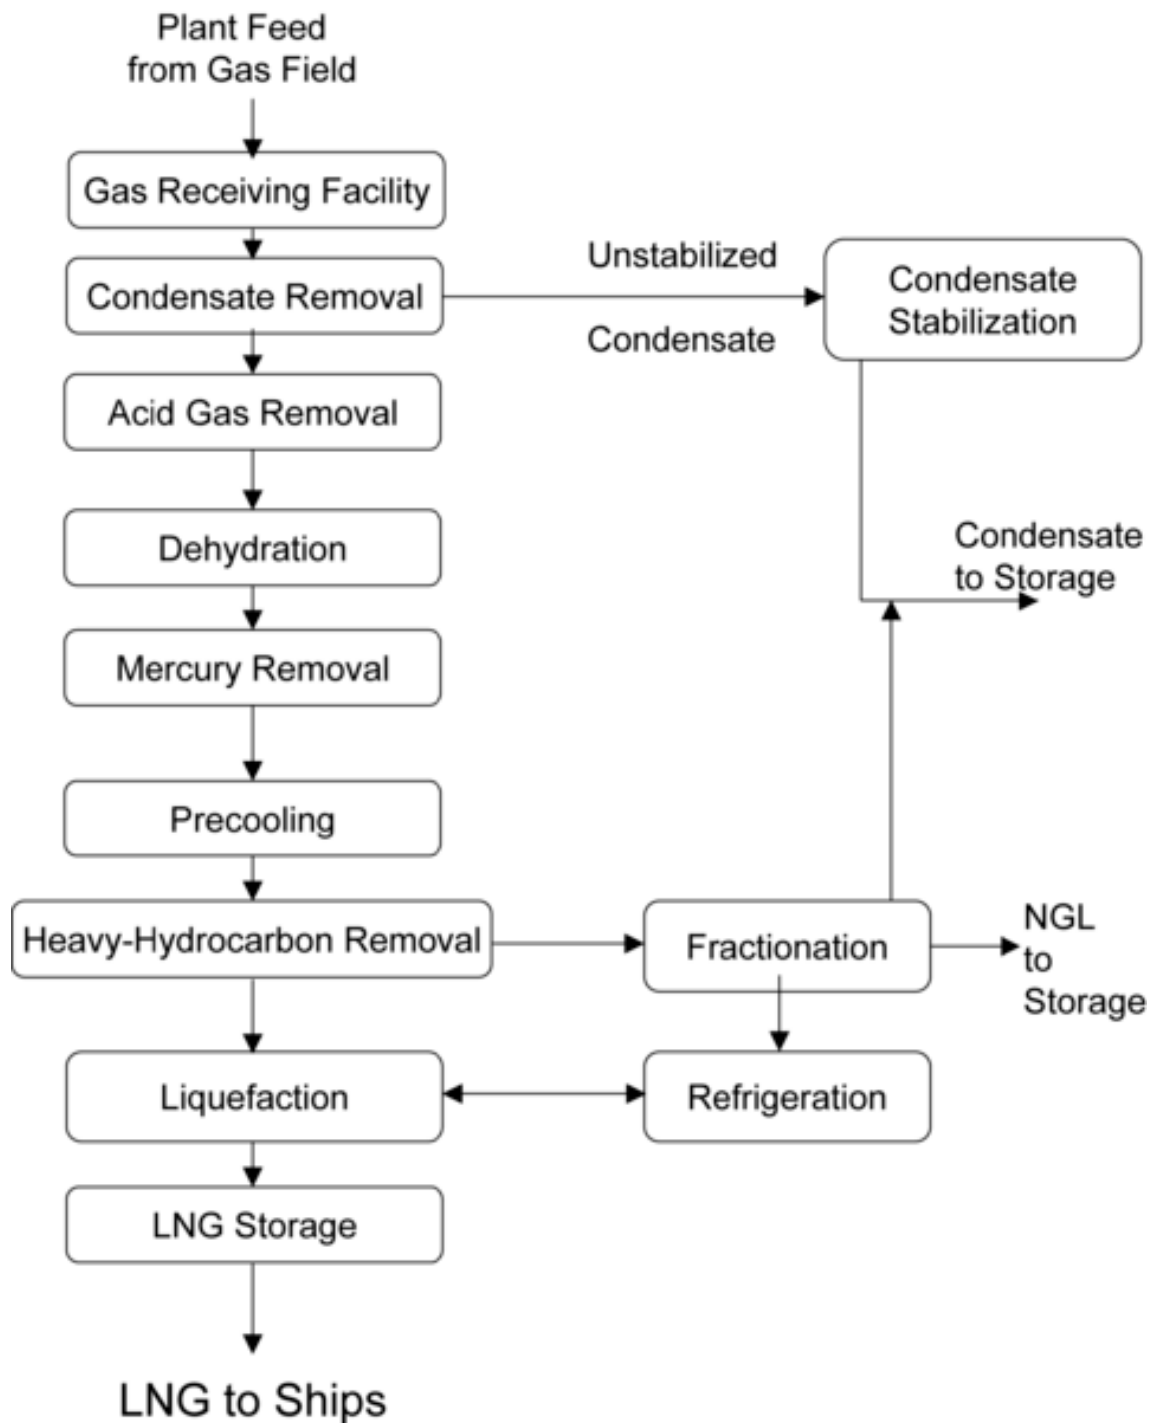 Plant Feed
from Gas Field
Gas Receiving Facility
Condensate Removal
Unstabilized
Condensate
Condensate
Stabilization
Acid Gas Removal
Dehydration
Condensate
to Storage
Mercury Removal
Precooling
Heavy-Hydrocarbon Removal
Fractionation
NGL
to
Storage
Liquefaction
Refrigeration
LNG Storage
LNG to Ships